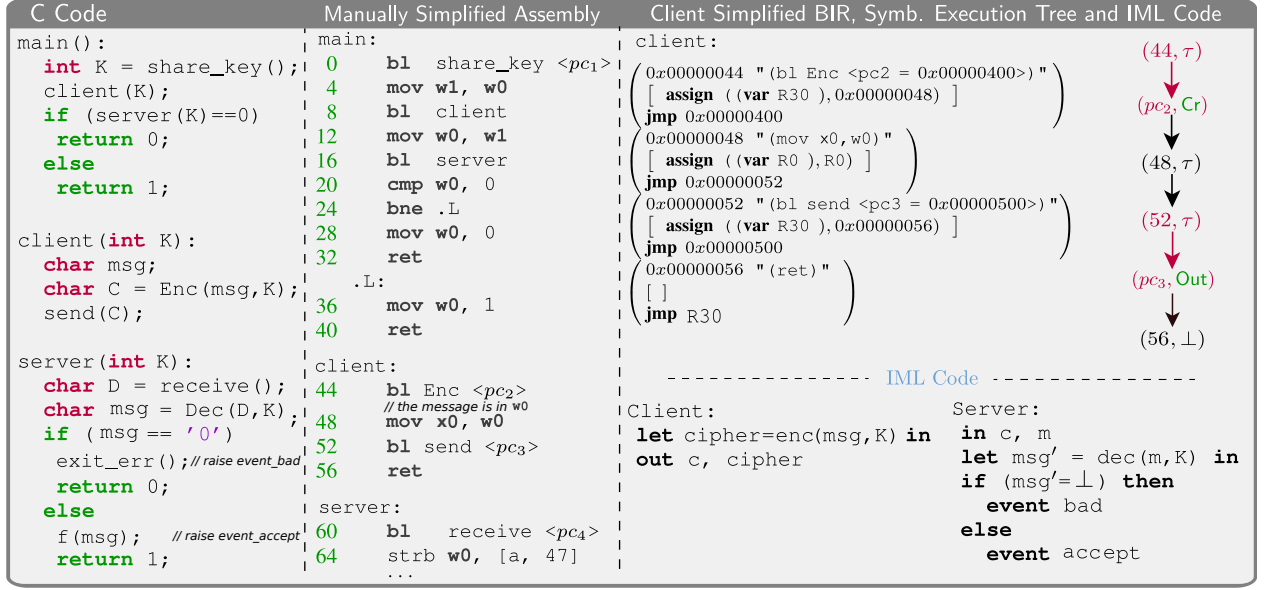 C Code
main():
int K = share_key();
client(K);
if (server(K)==0)
return 0;
else
return 1;
client(int K):
char msg;
char C = Enc(msg,K);
send(C);
server(int K):
char D = receive();
char msg = Dec(D,K);
if (msg == '0')
exit_err();// raise event_bad
return 0;
else
f(msg); // raise event_accept
return 1;
Manually Simplified Assembly
main:
0 bl share_key <pc₁>
4 mov w1, w0
8 bl client
12 mov w0, w1
16 bl server
20 cmp w0, 0
24 bne .L
28 mov w0, 0
32 ret
.L:
36 mov w0, 1
40 ret
client:
44 bl Enc <pc₂>
// the message is in w0
48 mov x0, w0
52 bl send <pc₃>
56 ret
server:
60 bl receive <pc₄>
64 strb w0, [a, 47]
...
Client Simplified BIR, Symb. Execution Tree and IML Code
client:
0x00000044 "(bl Enc <pc2 = 0x00000400>)"
[ assign ((var R30 ),0x00000048) ]
jmp 0x00000400
0x00000048 "(mov x0,w0)"
[ assign ((var R0 ),R0) ]
jmp 0x00000052
0x00000052 "(bl send <pc3 = 0x00000500>)"
[ assign ((var R30 ),0x00000056) ]
jmp 0x00000500
0x00000056 "(ret)"
[ ]
jmp R30
(44, τ)
(pc₂, Cr)
(48, τ)
(52, τ)
(pc₃, Out)
(56, ⊥)
IML Code
Client:
let cipher=enc(msg,K) in
out c, cipher
Server:
in c, m
let msg′ = dec(m,K) in
if (msg′=⊥) then
event bad
else
event accept